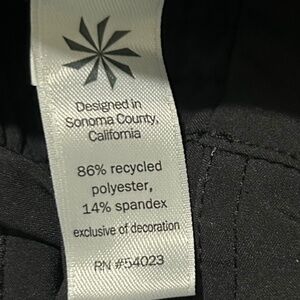 Designed in
Sonoma County,
California
86% recycled
polyester,
14% spandex
exclusive of decoration
RN #54023